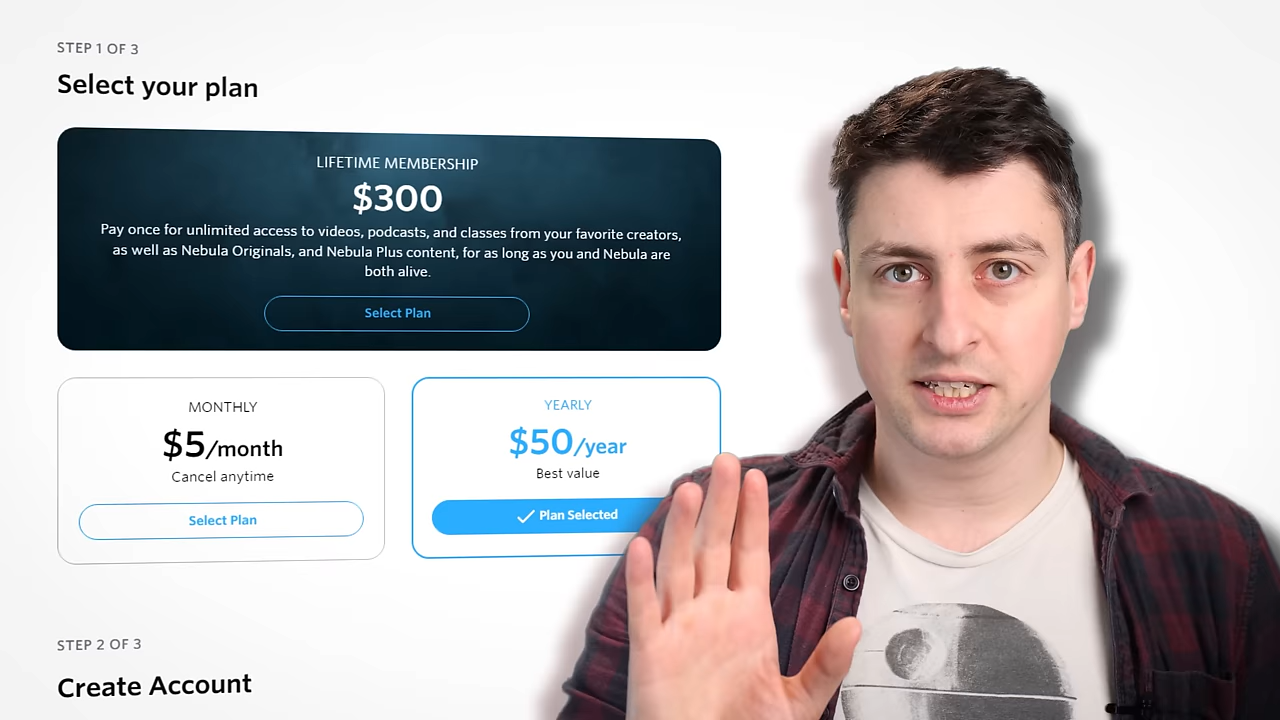 STEP 1 OF 3
Select your plan
LIFETIME MEMBERSHIP
$300
Pay once for unlimited access to videos, podcasts, and classes from your favorite creators,
as well as Nebula Originals, and Nebula Plus content, for as long as you and Nebula are
both alive.
Select Plan
MONTHLY
$5/month
Cancel anytime
Select Plan
YEARLY
$50/year
Best value
Plan Selected
STEP 2 OF 3
Create Account